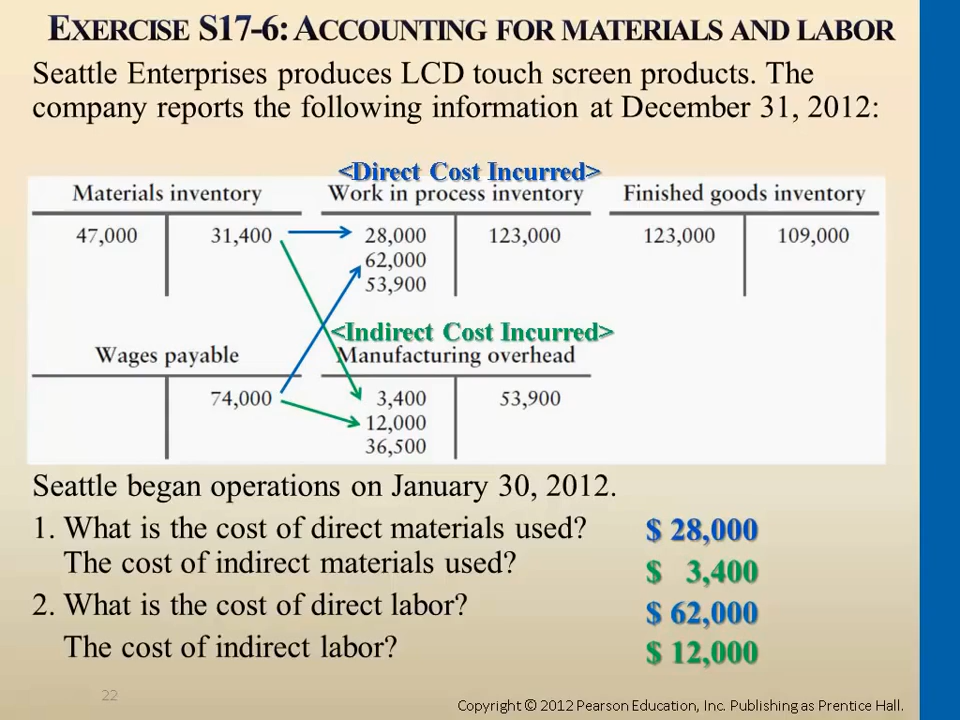 EXERCISE S17-6: ACCOUNTING FOR MATERIALS AND LABOR
Seattle Enterprises produces LCD touch screen products. The
company reports the following information at December 31, 2012:
<Direct Cost Incurred>
Materials inventory Work in process inventory Finished goods inventory
47,000 31,400 28,000 123,000 123,000 109,000
62,000
53,900
<Indirect Cost Incurred>
Wages payable Manufacturing overhead
74,000 3,400 53,900
12,000
36,500
Seattle began operations on January 30, 2012.
1. What is the cost of direct materials used? $ 28,000
The cost of indirect materials used? $ 3,400
2. What is the cost of direct labor? $ 62,000
The cost of indirect labor? $ 12,000
22
Copyright © 2012 Pearson Education, Inc. Publishing as Prentice Hall.